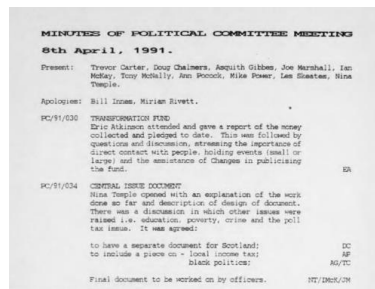 MINUTES OF POLITICAL COMMITTEE MEETING
8th April, 1991.
Present: Trevor Carter, Doug Chalmers, Asquith Gibbes, Joe Marshall, Ian
McKay, Tony McNally, Ann Pocock, Mike Power, Les Skeates, Nina
Temple.
Apologies: Bill Innes, Miriam Rivett.
PC/91/030 TRANSFORMATION FUND
Eric Atkinson attended and gave a report of the money
collected and pledged to date. This was followed by
questions and discussion, stressing the importance of
direct contact with people, holding events (small or
large) and the assistance of Changes in publicizing
the fund. EA
PC/91/034 CENTRAL ISSUE DOCUMENT
Nina Temple opened with an explanation of the work
done so far and description of design of document.
There was a discussion in which other issues were
raised i.e. education, poverty, crime and the poll
tax issue. It was agreed:
to have a separate document for Scotland; DC
to include a piece on - local income tax; AP
black politics; AG/TC
Final document to be worked on by officers. NT/IMcK/JM